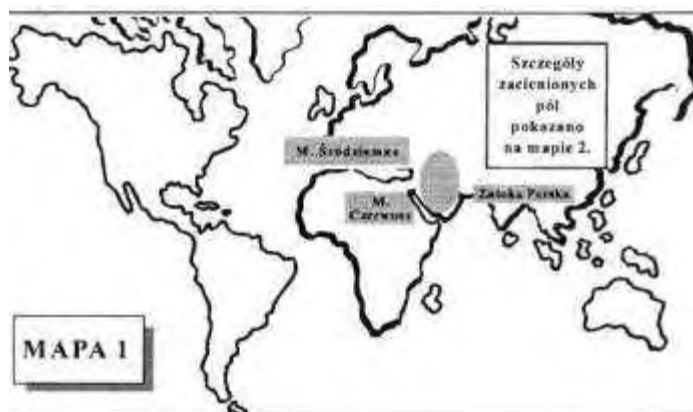 Szczegóły
zacienionych
pól
pokazano
na mapie 2.
M. Śródziemne
M.
Czerwone
Zatoka Perska
MAPA 1